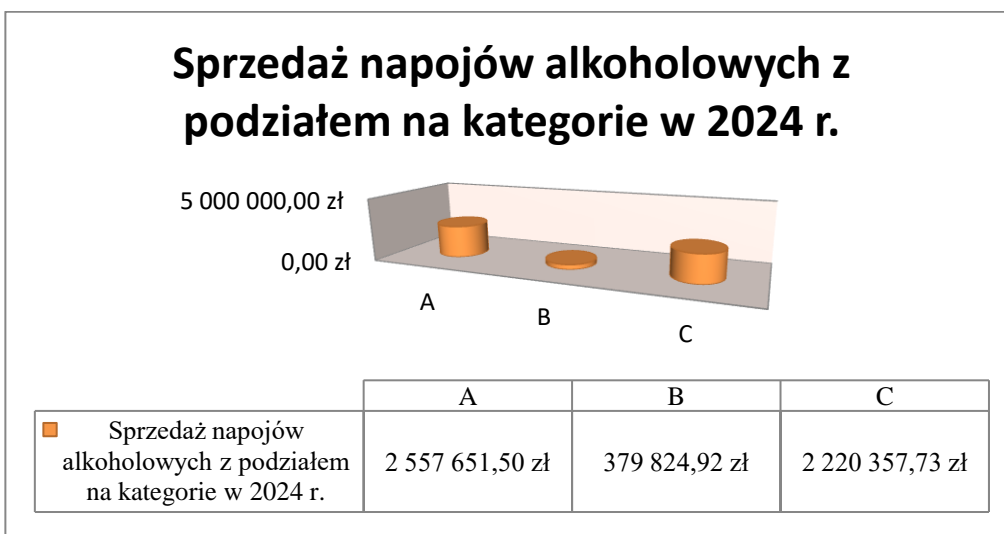 Sprzedaż napojów alkoholowych z
podziałem na kategorie w 2024 r.
5 000 000,00 zł
0,00 zł
A
B
C
A B C
Sprzedaż napojów
alkoholowych z podziałem
na kategorie w 2024 r.
2 557 651,50 zł 379 824,92 zł 2 220 357,73 zł